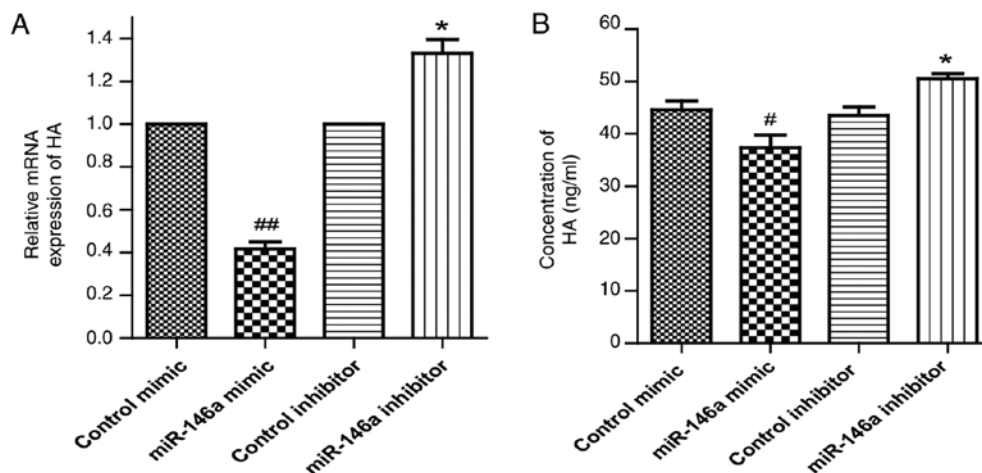 A
Relative mRNA
expression of HA
1.4
1.2
1.0
0.8
0.6
0.4
0.2
0.0
##
*
Control mimic
miR-146a mimic
Control inhibitor
miR-146a inhibitor
B
Concentration of
HA (ng/ml)
60
50
40
30
20
10
0
#
*
Control mimic
miR-146a mimic
Control inhibitor
miR-146a inhibitor